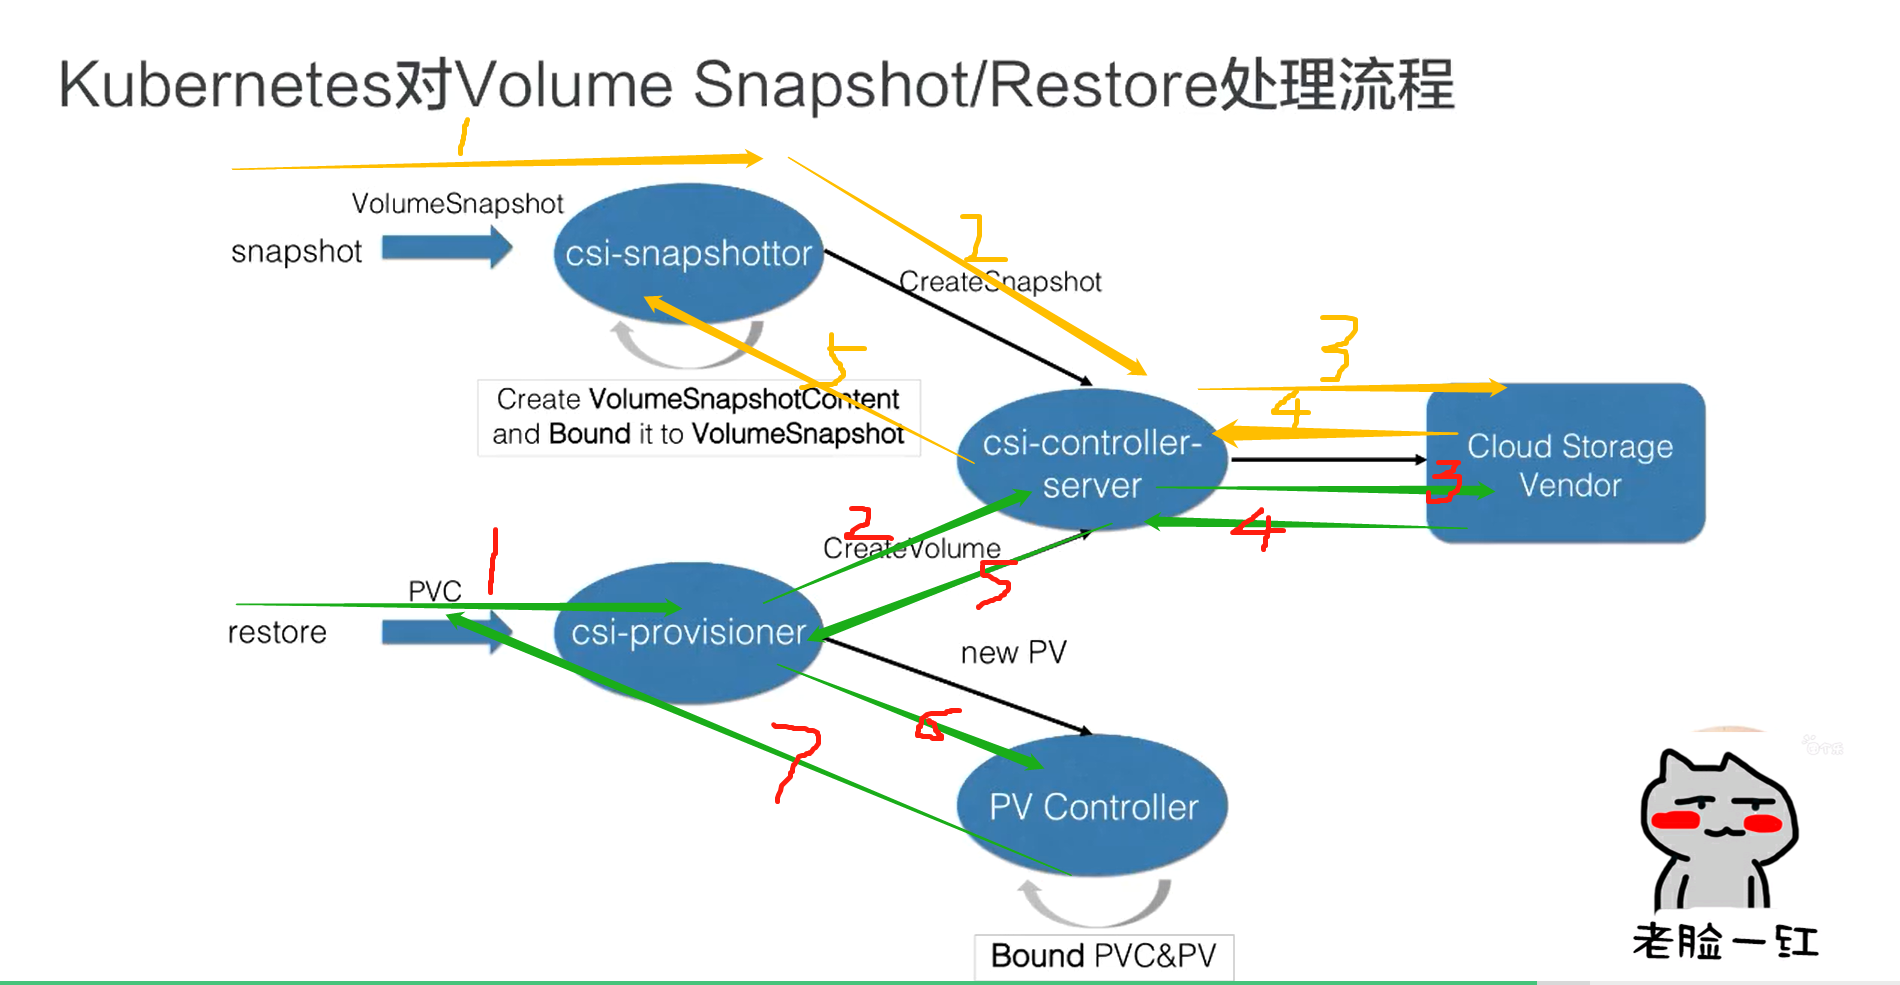 Kubernetes对Volume Snapshot/Restore处理流程
1
VolumeSnapshot
snapshot
csi-snapshottor
2
CreateSnapshot
3
5
4
Create VolumeSnapshotContent
and Bound it to VolumeSnapshot
csi-controller-
server
Cloud Storage
Vendor
3
2
4
CreateVolume
1
5
PVC
restore
csi-provisioner
new PV
6
7
PV Controller
Bound PVC&PV
老脸一红